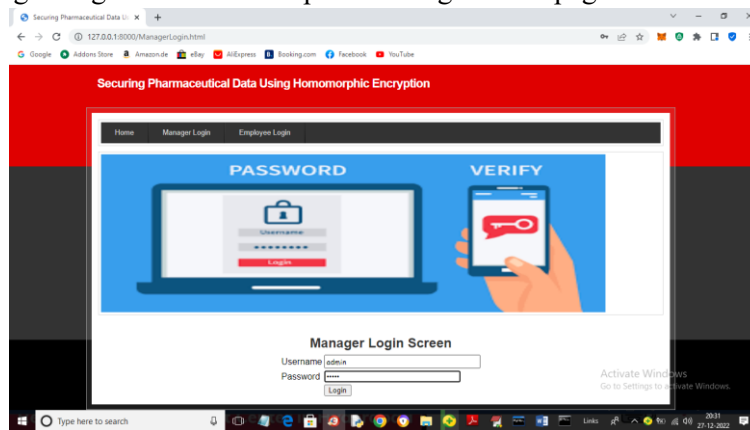 Securing Pharmaceutical Data Us
127.0.0.1:8000/ManagerLogin.html
Google Addons Store Amazon.de eBay AliExpress Booking.com Facebook YouTube
Securing Pharmaceutical Data Using Homomorphic Encryption
Home Manager Login Employee Login
PASSWORD VERIFY
Username
Login
Manager Login Screen
Username admin
Password •••••
Login
Activate Windows
Go to Settings to activate Windows.
Type here to search
Links
20:31
27-12-2022